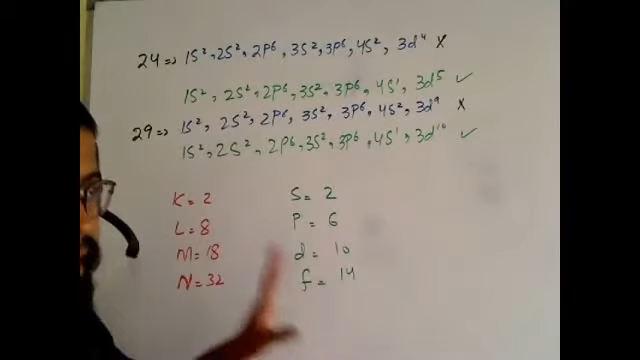 24 => 1S², 2S², 2P⁶, 3S², 3P⁶, 4S², 3d⁴ X
1S², 2S², 2P⁶, 3S², 3P⁶, 4S¹, 3d⁵ ✓
29 => 1S², 2S², 2P⁶, 3S², 3P⁶, 4S², 3d⁹ X
1S², 2S², 2P⁶, 3S², 3P⁶, 4S¹, 3d¹⁰ ✓
K = 2 S = 2
L = 8 P = 6
M = 18 d = 10
N = 32 f = 14